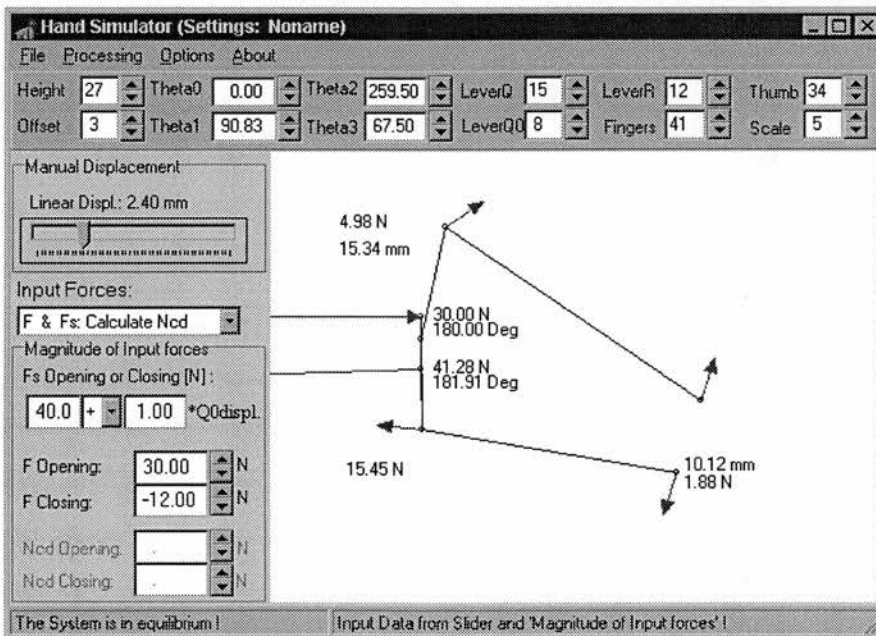 Hand Simulator (Settings: Noname)
File Processing Options About
Height 27 Theta0 0.00 Theta2 259.50 LeverQ 15 LeverR 12 Thumb 34
Offset 3 Theta1 90.83 Theta3 67.50 LeverQ0 8 Fingers 41 Scale 5
Manual Displacement
Linear Displ.: 2.40 mm
Input Forces:
F & Fs: Calculate Ncd
Magnitude of Input forces
Fs Opening or Closing [N] :
40.0 + 1.00 *Q0displ.
F Opening: 30.00 N
F Closing: -12.00 N
Ncd Opening: . N
Ncd Closing: . N
4.98 N
15.34 mm
30.00 N
180.00 Deg
41.28 N
181.91 Deg
15.45 N
10.12 mm
1.88 N
The System is in equilibrium !
Input Data from Slider and 'Magnitude of Input forces' !